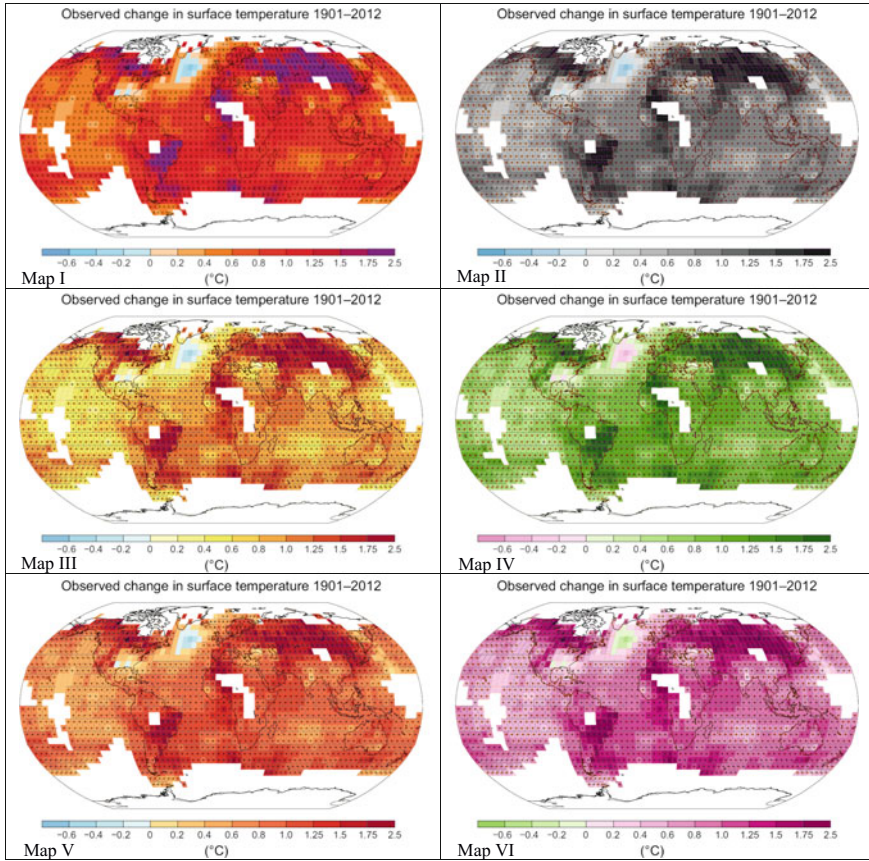 Observed change in surface temperature 1901–2012
−0.6 −0.4 −0.2 0 0.2 0.4 0.6 0.8 1.0 1.25 1.5 1.75 2.5
(°C)
Map I
Observed change in surface temperature 1901–2012
−0.6 −0.4 −0.2 0 0.2 0.4 0.6 0.8 1.0 1.25 1.5 1.75 2.5
(°C)
Map II
Observed change in surface temperature 1901–2012
−0.6 −0.4 −0.2 0 0.2 0.4 0.6 0.8 1.0 1.25 1.5 1.75 2.5
(°C)
Map III
Observed change in surface temperature 1901–2012
−0.6 −0.4 −0.2 0 0.2 0.4 0.6 0.8 1.0 1.25 1.5 1.75 2.5
(°C)
Map IV
Observed change in surface temperature 1901–2012
−0.6 −0.4 −0.2 0 0.2 0.4 0.6 0.8 1.0 1.25 1.5 1.75 2.5
(°C)
Map V
Observed change in surface temperature 1901–2012
−0.6 −0.4 −0.2 0 0.2 0.4 0.6 0.8 1.0 1.25 1.5 1.75 2.5
(°C)
Map VI